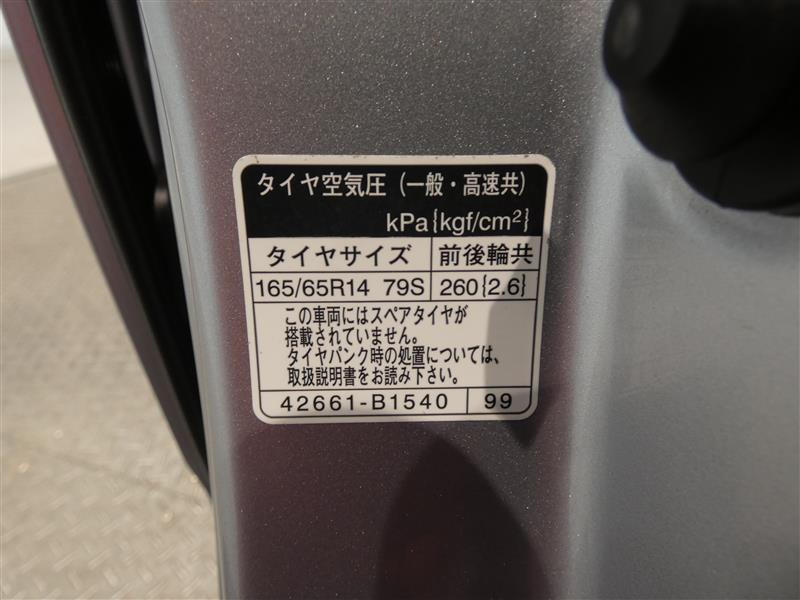 タイヤ空気圧（一般・高速共）
kPa{kgf/cm²}
タイヤサイズ 前後輪共
165/65R14 79S 260{2.6}
この車両にはスペアタイヤが
搭載されていません。
タイヤパンク時の処置については、
取扱説明書をお読み下さい。
42661-B1540 99